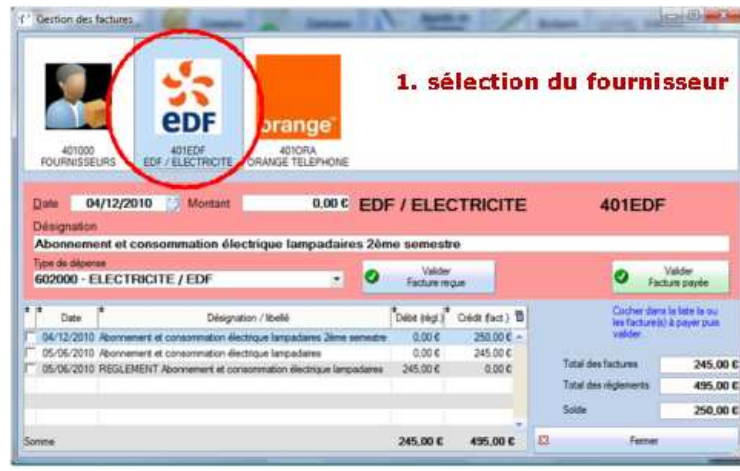 Gestion des factures
1. sélection du fournisseur
eDF
orange
401000
FOURNISSEURS
401EDF
EDF / ELECTRICITE
401ORA
ORANGE TELEPHONE
Date 04/12/2010 Montant 0,00 € EDF / ELECTRICITE 401EDF
Désignation
Abonnement et consommation électrique lampadaires 2ème semestre
Type de dépense
602000 - ELECTRICITE / EDF
Valider
Facture reçue
Valider
Facture payée
Date Désignation / libellé Débit (régl.) Crédit (fact.)
04/12/2010 Abonnement et consommation électrique lampadaires 2ème semestre 0,00 € 250,00 €
05/06/2010 Abonnement et consommation électrique lampadaires 0,00 € 245,00 €
05/06/2010 REGLEMENT Abonnement et consommation électrique lampadaires 245,00 € 0,00 €
Somme 245,00 € 495,00 €
Cocher dans la liste la ou
les facture(s) à payer puis
valider.
Total des factures 245,00 €
Total des règlements 495,00 €
Solde 250,00 €
Fermer